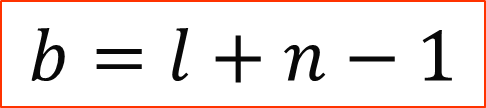 b = l + n − 1